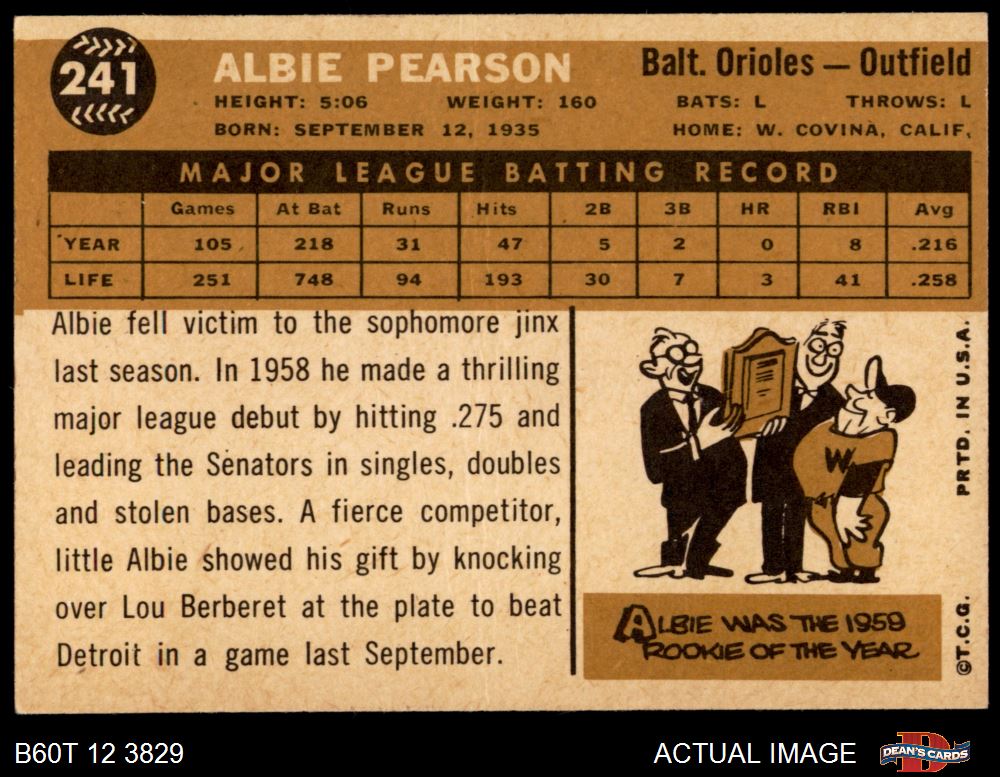 241
ALBIE PEARSON
Balt. Orioles — Outfield
HEIGHT: 5:06 WEIGHT: 160 BATS: L THROWS: L
BORN: SEPTEMBER 12, 1935 HOME: W. COVINA, CALIF.
MAJOR LEAGUE BATTING RECORD
Games At Bat Runs Hits 2B 3B HR RBI Avg
YEAR 105 218 31 47 5 2 0 8 .216
LIFE 251 748 94 193 30 7 3 41 .258
Albie fell victim to the sophomore jinx
last season. In 1958 he made a thrilling
major league debut by hitting .275 and
leading the Senators in singles, doubles
and stolen bases. A fierce competitor,
little Albie showed his gift by knocking
over Lou Berberet at the plate to beat
Detroit in a game last September.
W
ALBIE WAS THE 1959
ROOKIE OF THE YEAR
©T.C.G. PRTD. IN U.S.A.
B60T 12 3829
ACTUAL IMAGE
D
DEAN'S CARDS